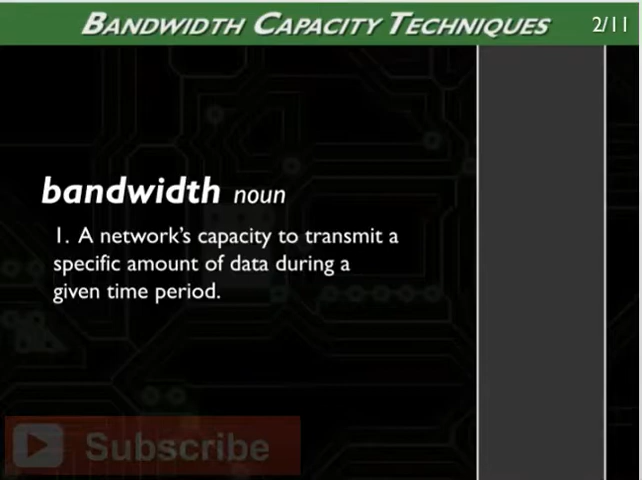 BANDWIDTH CAPACITY TECHNIQUES 2/11
bandwidth noun
1. A network's capacity to transmit a
specific amount of data during a
given time period.
Subscribe